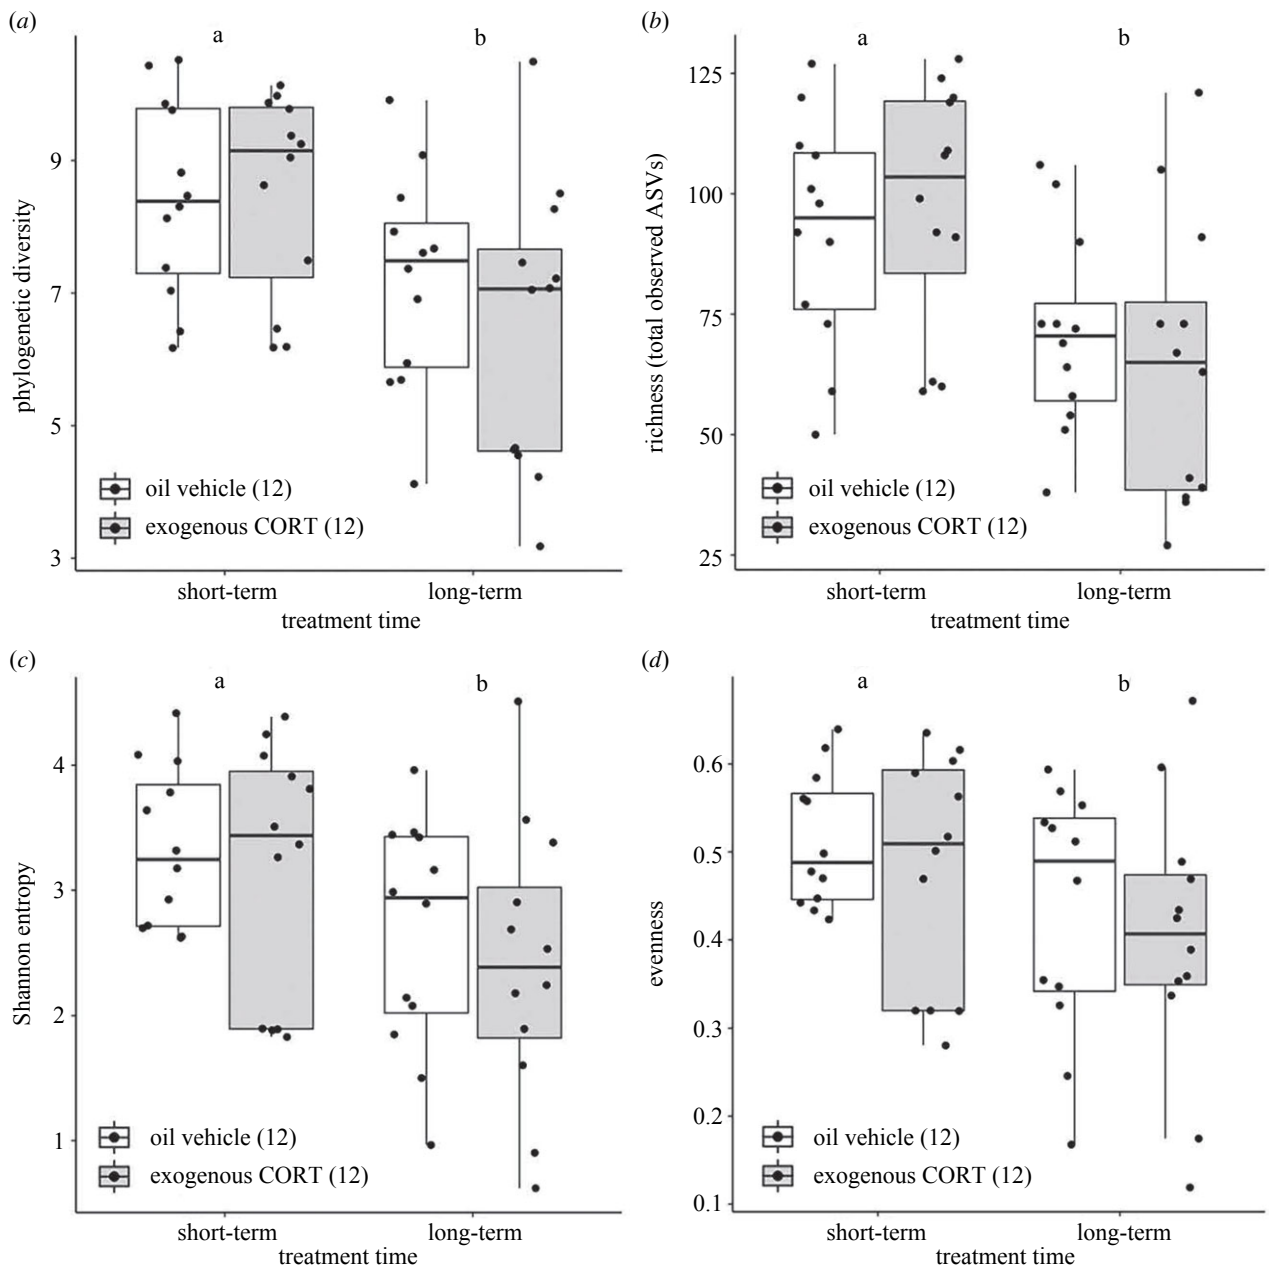 (a)
a
b
phylogenetic diversity
9
7
5
3
oil vehicle (12)
exogenous CORT (12)
short-term
long-term
treatment time
(b)
a
b
richness (total observed ASVs)
125
100
75
50
25
oil vehicle (12)
exogenous CORT (12)
short-term
long-term
treatment time
(c)
a
b
Shannon entropy
4
3
2
1
oil vehicle (12)
exogenous CORT (12)
short-term
long-term
treatment time
(d)
a
b
evenness
0.6
0.5
0.4
0.3
0.2
0.1
oil vehicle (12)
exogenous CORT (12)
short-term
long-term
treatment time